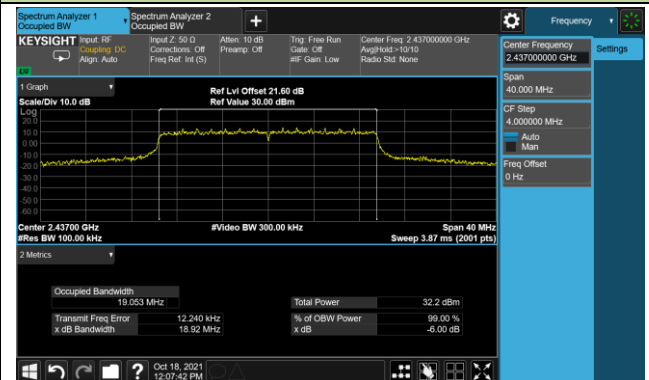 Spectrum Analyzer 1
Occupied BW
Spectrum Analyzer 2
Occupied BW
Frequency
KEYSIGHT
Input: RF
Coupling: DC
Align: Auto
Input Z: 50 Ω
Corrections: Off
Freq Ref: Int (S)
Atten: 10 dB
Preamp: Off
Trig: Free Run
Gate: Off
#IF Gain: Low
Center Freq: 2.437000000 GHz
Avg|Hold:>10/10
Radio Std: None
Center Frequency
2.437000000 GHz
Settings
Span
40.000 MHz
CF Step
4.000000 MHz
Auto
Man
Freq Offset
0 Hz
1 Graph
Scale/Div 10.0 dB
Ref Lvl Offset 21.60 dB
Ref Value 30.00 dBm
Log
20.0
10.0
0.00
-10.0
-20.0
-30.0
-40.0
-50.0
-60.0
Center 2.43700 GHz
#Video BW 300.00 kHz
Span 40 MHz
#Res BW 100.00 kHz
Sweep 3.87 ms (2001 pts)
2 Metrics
Occupied Bandwidth
19.053 MHz
Total Power 32.2 dBm
Transmit Freq Error 12.240 kHz
% of OBW Power 99.00 %
x dB Bandwidth 18.92 MHz
x dB -6.00 dB
Oct 18, 2021
12:07:42 PM